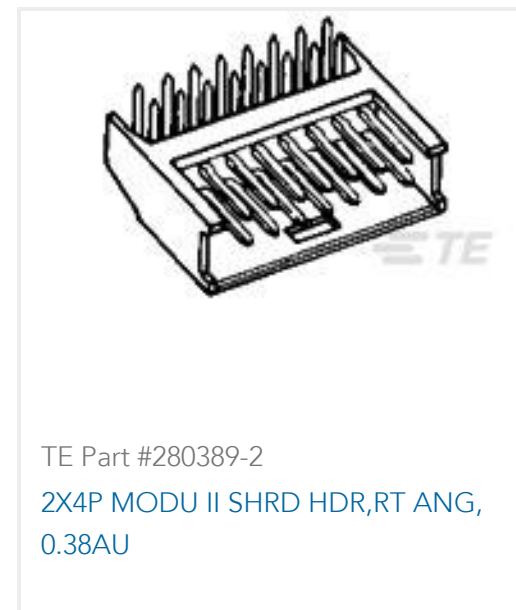 TE
TE Part #280389-2
2X4P MODU II SHRD HDR,RT ANG,
0.38AU